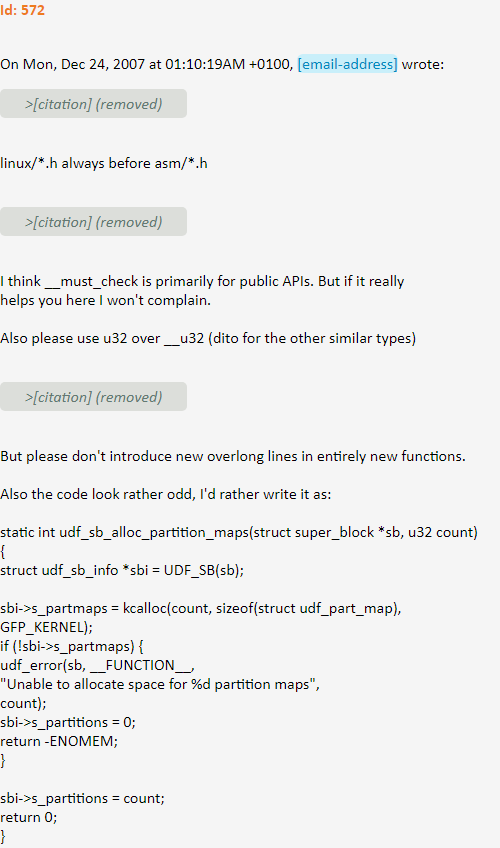 Id: 572
On Mon, Dec 24, 2007 at 01:10:19AM +0100, [email-address] wrote:
>[citation] (removed)
linux/*.h always before asm/*.h
>[citation] (removed)
I think __must_check is primarily for public APIs. But if it really
helps you here I won't complain.
Also please use u32 over __u32 (dito for the other similar types)
>[citation] (removed)
But please don't introduce new overlong lines in entirely new functions.
Also the code look rather odd, I'd rather write it as:
static int udf_sb_alloc_partition_maps(struct super_block *sb, u32 count)
{
struct udf_sb_info *sbi = UDF_SB(sb);
sbi->s_partmaps = kcalloc(count, sizeof(struct udf_part_map),
GFP_KERNEL);
if (!sbi->s_partmaps) {
udf_error(sb, __FUNCTION__,
"Unable to allocate space for %d partition maps",
count);
sbi->s_partitions = 0;
return -ENOMEM;
}
sbi->s_partitions = count;
return 0;
}